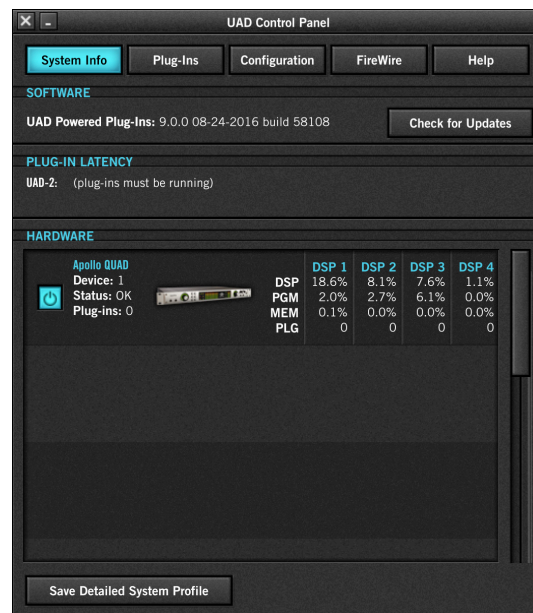 UAD Control Panel
System Info Plug-Ins Configuration FireWire Help
SOFTWARE
UAD Powered Plug-Ins: 9.0.0 08-24-2016 build 58108 Check for Updates
PLUG-IN LATENCY
UAD-2: (plug-ins must be running)
HARDWARE
Apollo QUAD DSP 1 DSP 2 DSP 3 DSP 4
Device: 1 DSP 18.6% 8.1% 7.6% 1.1%
Status: OK PGM 2.0% 2.7% 6.1% 0.0%
Plug-ins: 0 MEM 0.1% 0.0% 0.0% 0.0%
PLG 0 0 0 0
Save Detailed System Profile